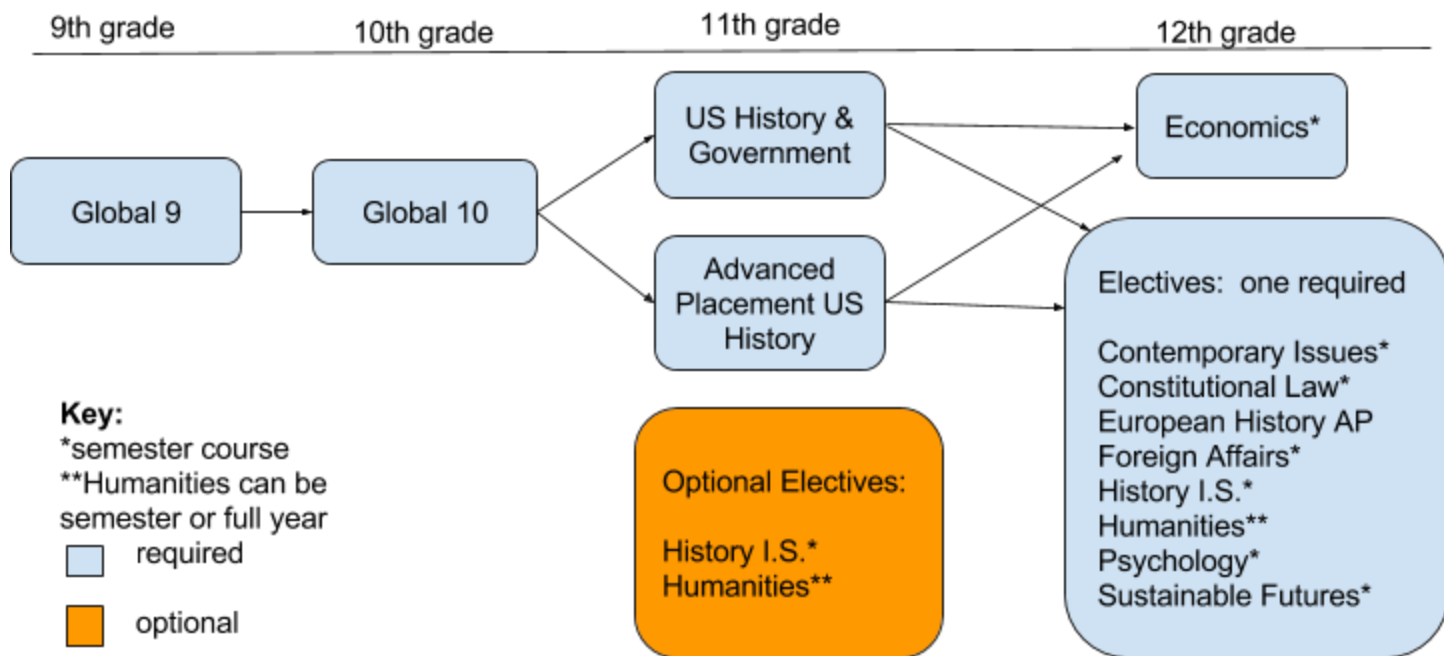 9th grade
10th grade
11th grade
12th grade
Global 9
Global 10
US History &
Government
Advanced
Placement US
History
Economics*
Electives:  one required
Contemporary Issues*
Constitutional Law*
European History AP
Foreign Affairs*
History I.S.*
Humanities**
Psychology*
Sustainable Futures*
Optional Electives:
History I.S.*
Humanities**
Key:
*semester course
**Humanities can be
semester or full year
required
optional